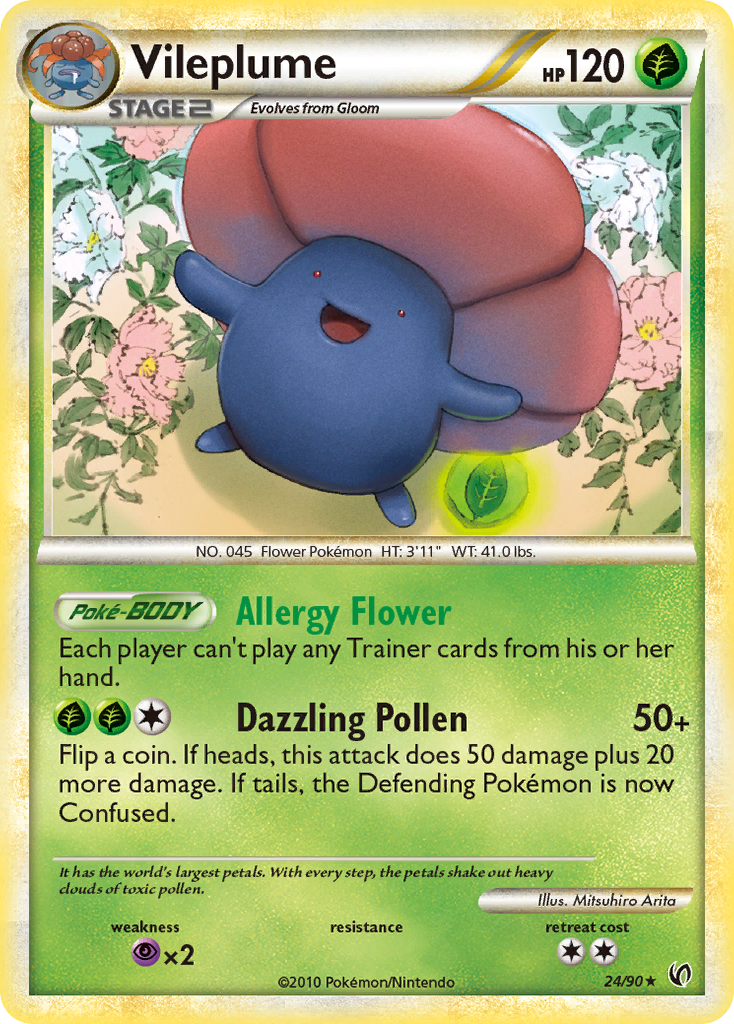 Vileplume
HP120
STAGE2
Evolves from Gloom
NO. 045 Flower Pokémon HT: 3'11" WT: 41.0 lbs.
Poké-BODY Allergy Flower
Each player can't play any Trainer cards from his or her
hand.
Dazzling Pollen 50+
Flip a coin. If heads, this attack does 50 damage plus 20
more damage. If tails, the Defending Pokémon is now
Confused.
It has the world's largest petals. With every step, the petals shake out heavy
clouds of toxic pollen.
Illus. Mitsuhiro Arita
weakness resistance retreat cost
×2
©2010 Pokémon/Nintendo
24/90★